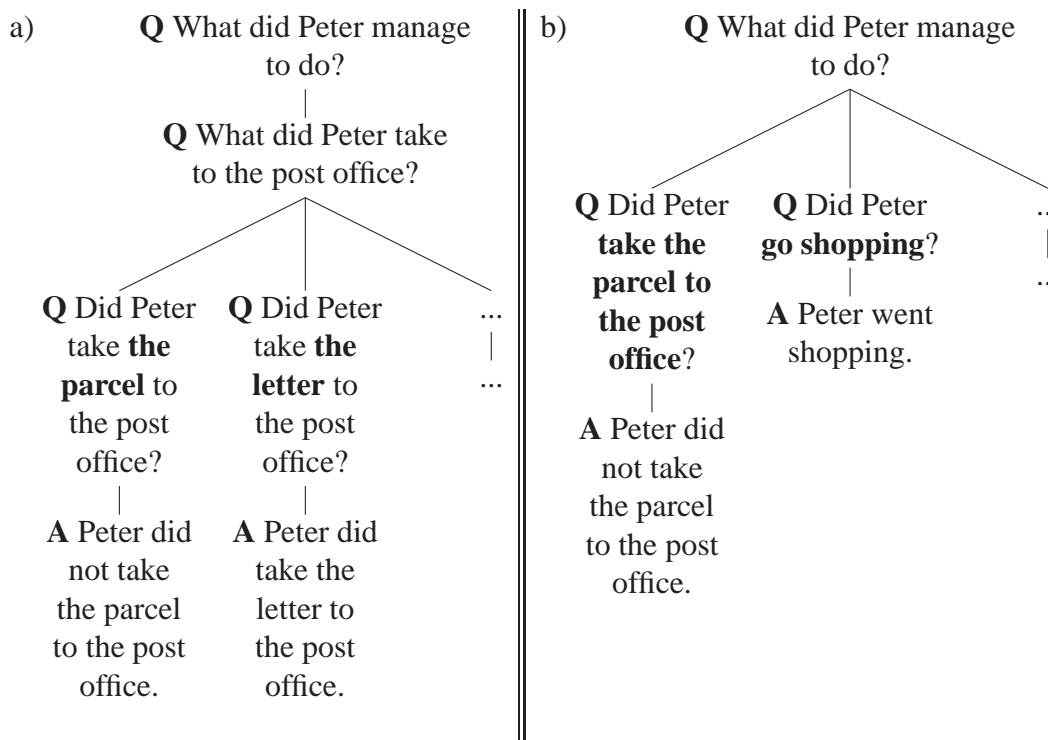 a)
Q What did Peter manage
to do?
Q What did Peter take
to the post office?
Q Did Peter
take the
parcel to
the post
office?
A Peter did
not take
the parcel
to the post
office.
Q Did Peter
take the
letter to
the post
office?
A Peter did
take the
letter to
the post
office.
...
...
b)
Q What did Peter manage
to do?
Q Did Peter
take the
parcel to
the post
office?
A Peter did
not take
the parcel
to the post
office.
Q Did Peter
go shopping?
A Peter went
shopping.
..
..